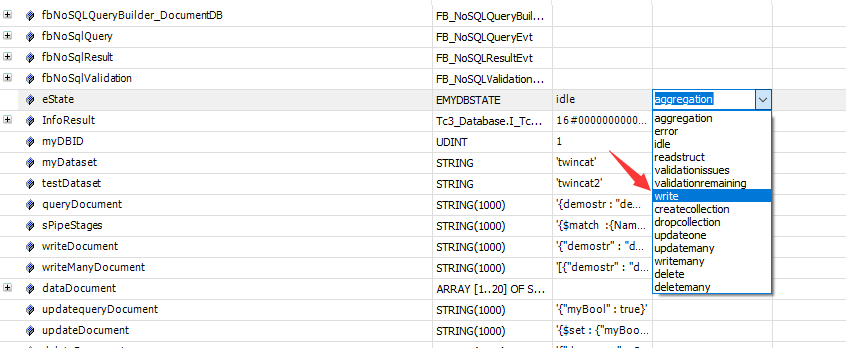 fbNoSQLQueryBuilder_DocumentDB FB_NoSQLQueryBuil...
fbNoSqlQuery FB_NoSQLQueryEvt
fbNoSqlResult FB_NoSQLResultEvt
fbNoSqlValidation FB_NoSQLValidation...
eState EMYDBSTATE idle aggregation
InfoResult Tc3_Database.I_Tc... 16#0000000000...
myDBID UDINT 1
myDataset STRING 'twincat'
testDataset STRING 'twincat2'
queryDocument STRING(1000) '{demostr : "de...
sPipeStages STRING(1000) '{$match :{Nam...
writeDocument STRING(1000) '{"demostr" : "d...
writeManyDocument STRING(1000) '[{"demostr" : "d...
dataDocument ARRAY [1..20] OF S...
updatequeryDocument STRING(1000) '{"myBool" : true}'
updateDocument STRING(1000) '{$set : {"myBoo...
aggregation
error
idle
readstruct
validationissues
validationremaining
write
createcollection
dropcollection
updateone
updatemany
writemany
delete
deletemany